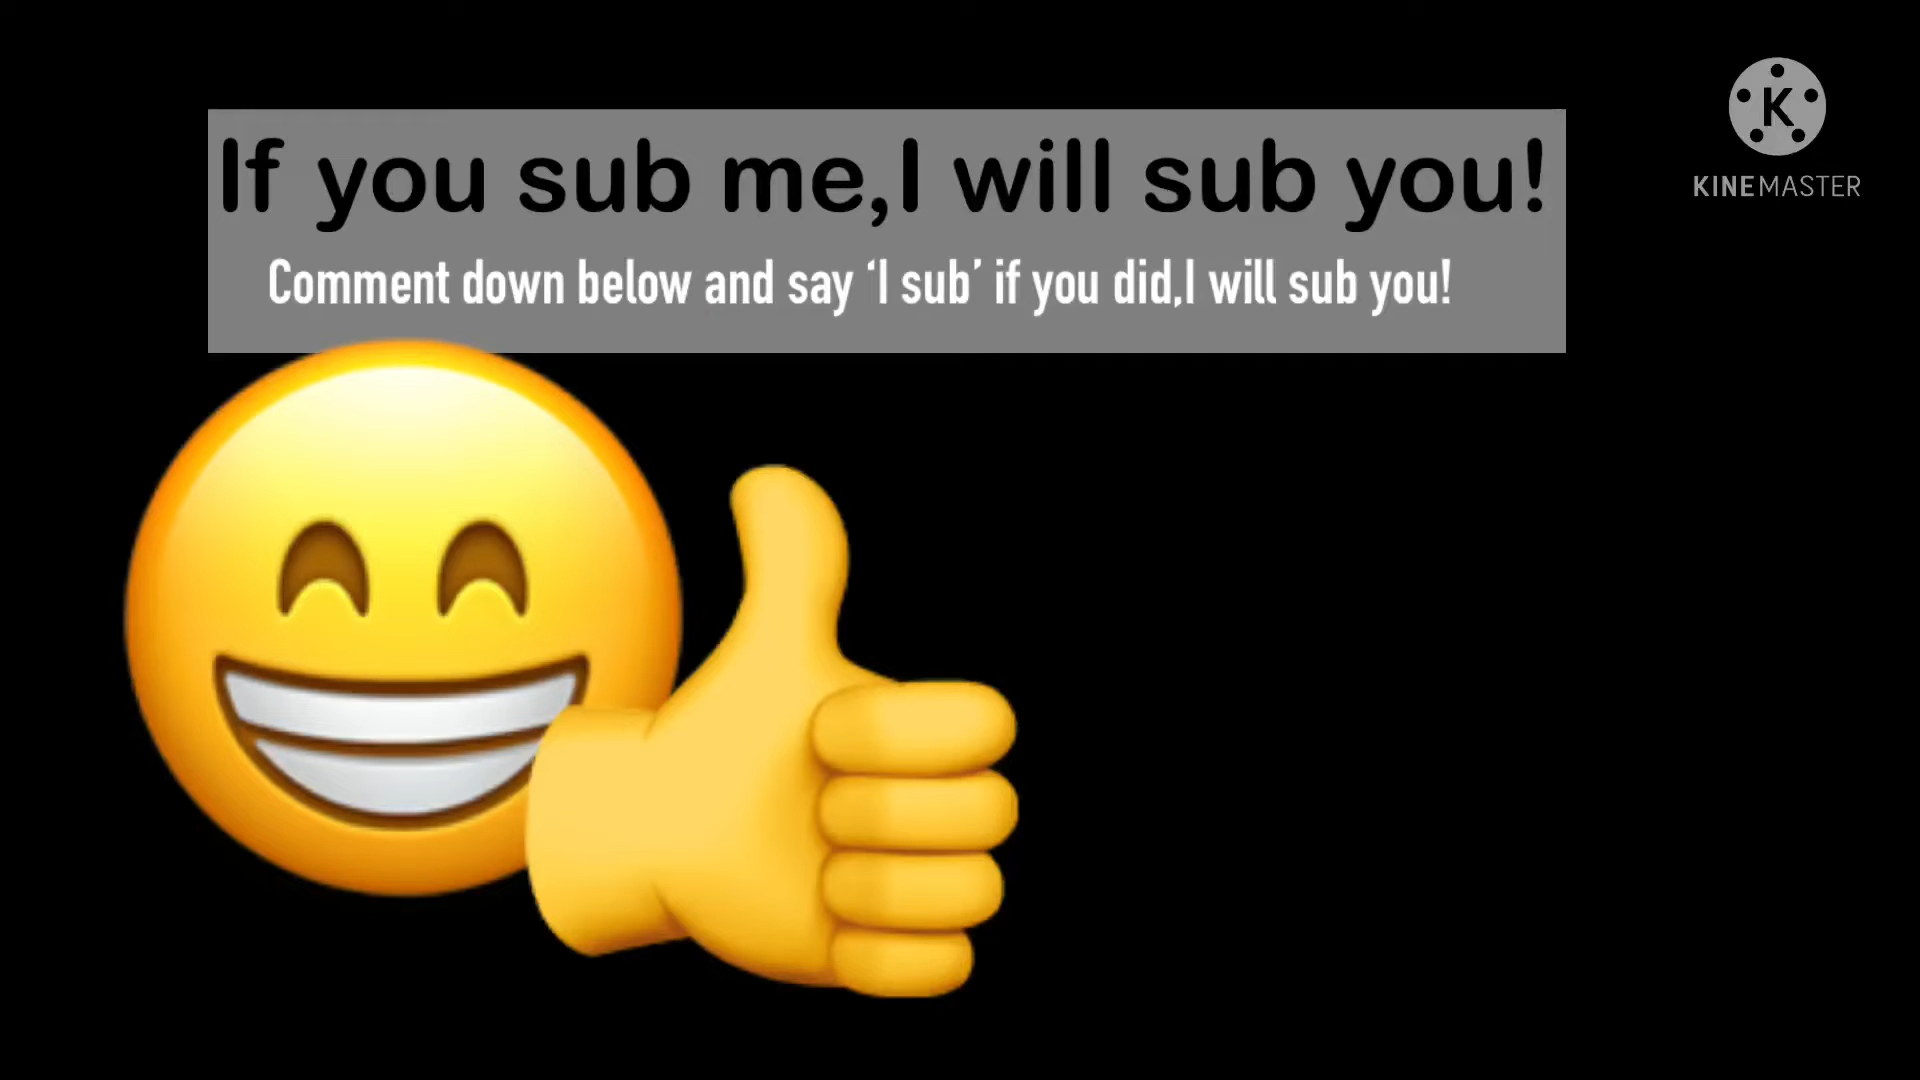 If you sub me,I will sub you!
Comment down below and say ‘I sub’ if you did,I will sub you!
K
KINEMASTER